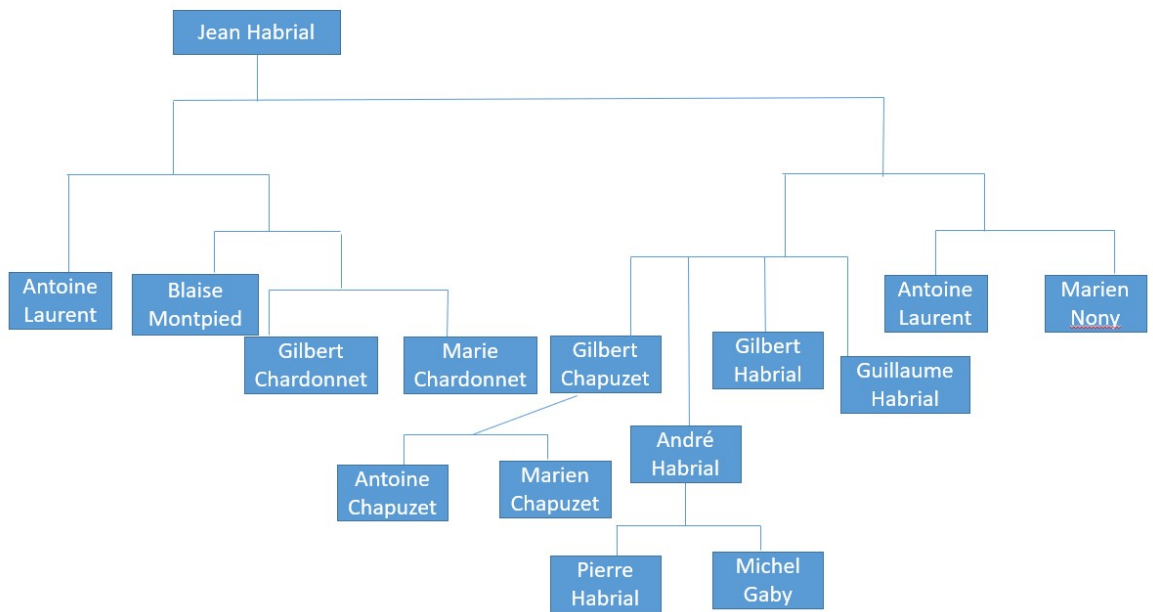 Jean Habrial
Antoine
Laurent
Blaise
Montpied
Gilbert
Chardonnet
Marie
Chardonnet
Gilbert
Chapuzet
Gilbert
Habrial
Guillaume
Habrial
Antoine
Laurent
Marien
Nony
Antoine
Chapuzet
Marien
Chapuzet
André
Habrial
Pierre
Habrial
Michel
Gaby